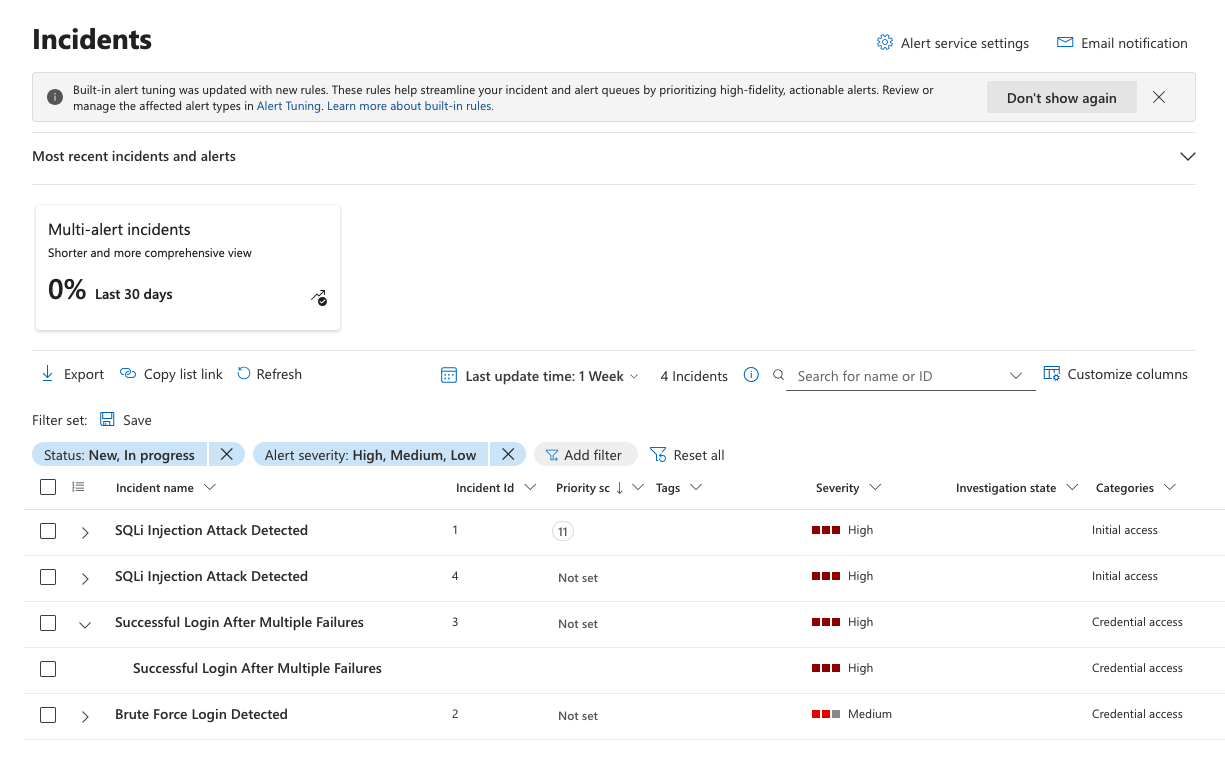 Incidents
Alert service settings
Email notification
Built-in alert tuning was updated with new rules. These rules help streamline your incident and alert queues by prioritizing high-fidelity, actionable alerts. Review or
manage the affected alert types in Alert Tuning. Learn more about built-in rules.
Don't show again
Most recent incidents and alerts
Multi-alert incidents
Shorter and more comprehensive view
0% Last 30 days
Export Copy list link Refresh Last update time: 1 Week 4 Incidents Search for name or ID Customize columns
Filter set: Save
Status: New, In progress Alert severity: High, Medium, Low Add filter Reset all
Incident name Incident Id Priority sc Tags Severity Investigation state Categories
SQLi Injection Attack Detected 1 11 High Initial access
SQLi Injection Attack Detected 4 Not set High Initial access
Successful Login After Multiple Failures 3 Not set High Credential access
Successful Login After Multiple Failures High Credential access
Brute Force Login Detected 2 Not set Medium Credential access